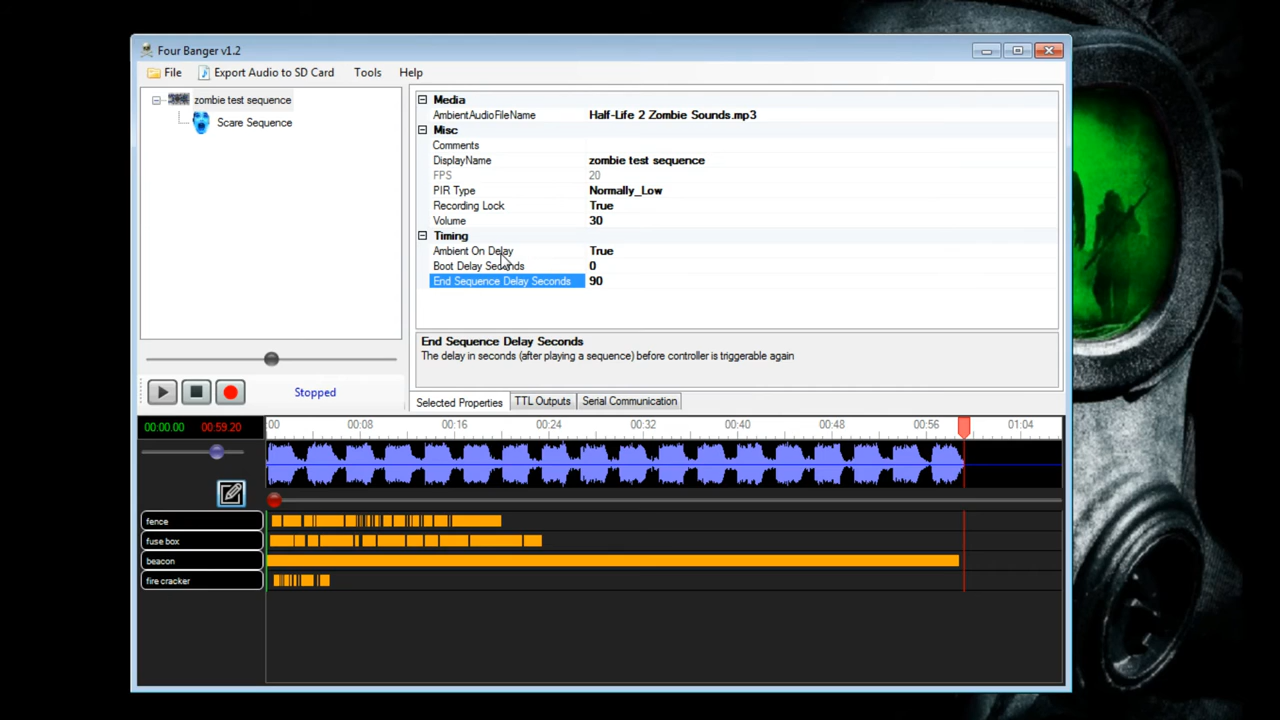 Four Banger v1.2
File Export Audio to SD Card Tools Help
zombie test sequence
Scare Sequence
Media
AmbientAudioFileName Half-Life 2 Zombie Sounds.mp3
Misc
Comments
DisplayName zombie test sequence
FPS 20
PIR Type Normally_Low
Recording Lock True
Volume 30
Timing
Ambient On Delay True
Boot Delay Seconds 0
End Sequence Delay Seconds 90
End Sequence Delay Seconds
The delay in seconds (after playing a sequence) before controller is triggerable again
Stopped
Selected Properties TTL Outputs Serial Communication
00:00.00 00:59.20 :00 00:08 00:16 00:24 00:32 00:40 00:48 00:56 01:04
fence
fuse box
beacon
fire cracker